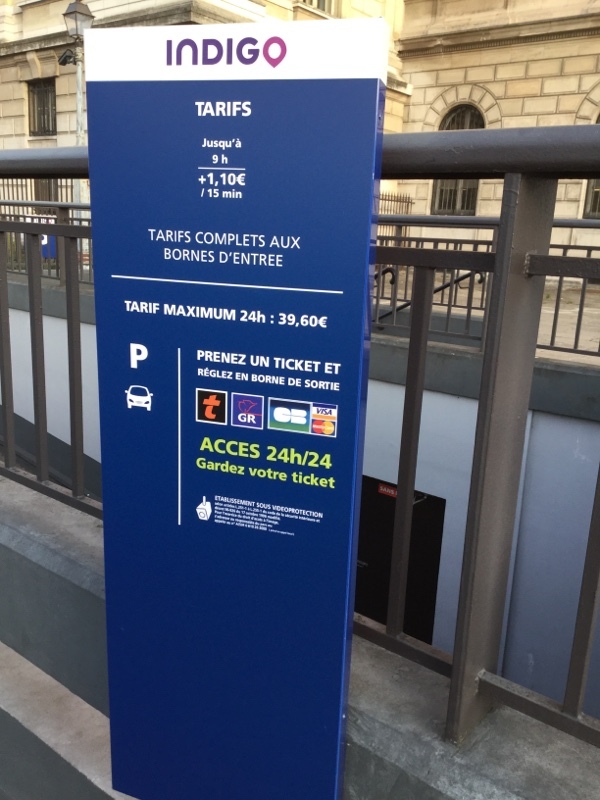 INDIGO
TARIFS
Jusqu'à
9 h
+1,10€
/ 15 min
TARIFS COMPLETS AUX
BORNES D'ENTREE
TARIF MAXIMUM 24h : 39,60€
P
PRENEZ UN TICKET ET
RÉGLEZ EN BORNE DE SORTIE
t
GR
CB
VISA
MasterCard
ACCES 24h/24
Gardez votre ticket
ETABLISSEMENT SOUS VIDEOPROTECTION
SANS